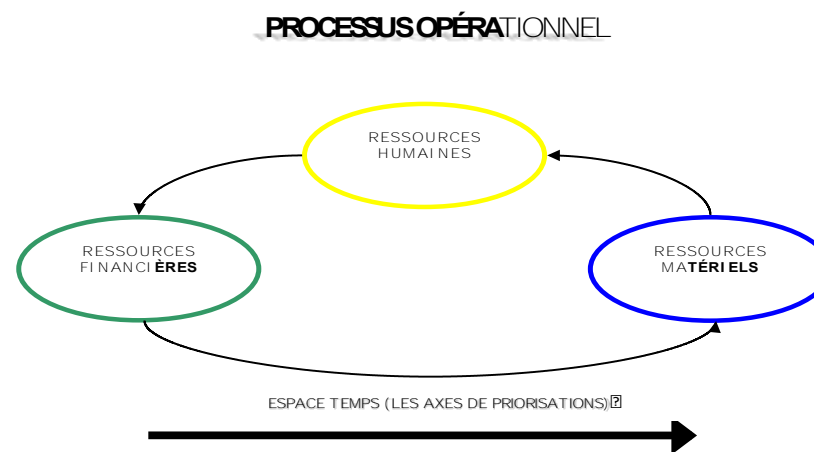 PROCESSUS OPÉRATIONNEL
RESSOURCES
HUMAINES
RESSOURCES
FINANCIÈRES
RESSOURCES
MATÉRIELS
ESPACE TEMPS (LES AXES DE PRIORISATIONS)